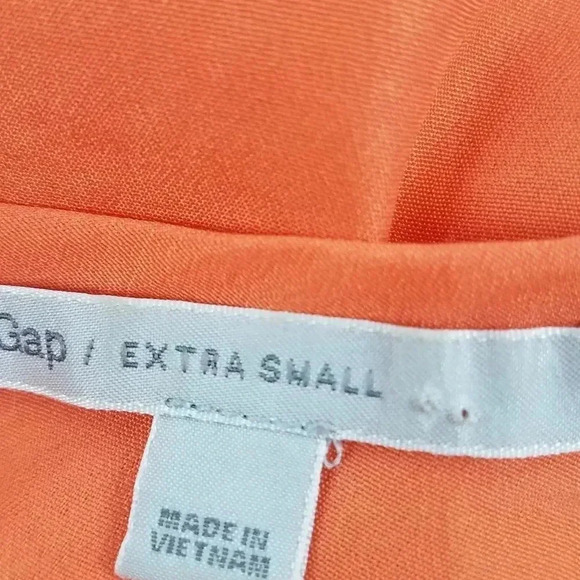 Gap / EXTRA SMALL
MADE IN
VIETNAM